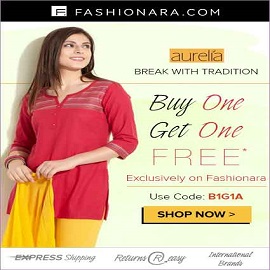 FASHIONARA.COM
aurelia
BREAK WITH TRADITION
Buy One
Get One
FREE*
Exclusively on Fashionara
Use Code: B1G1A
SHOP NOW >
EXPRESS Shipping
Returns R easy
International
Brands